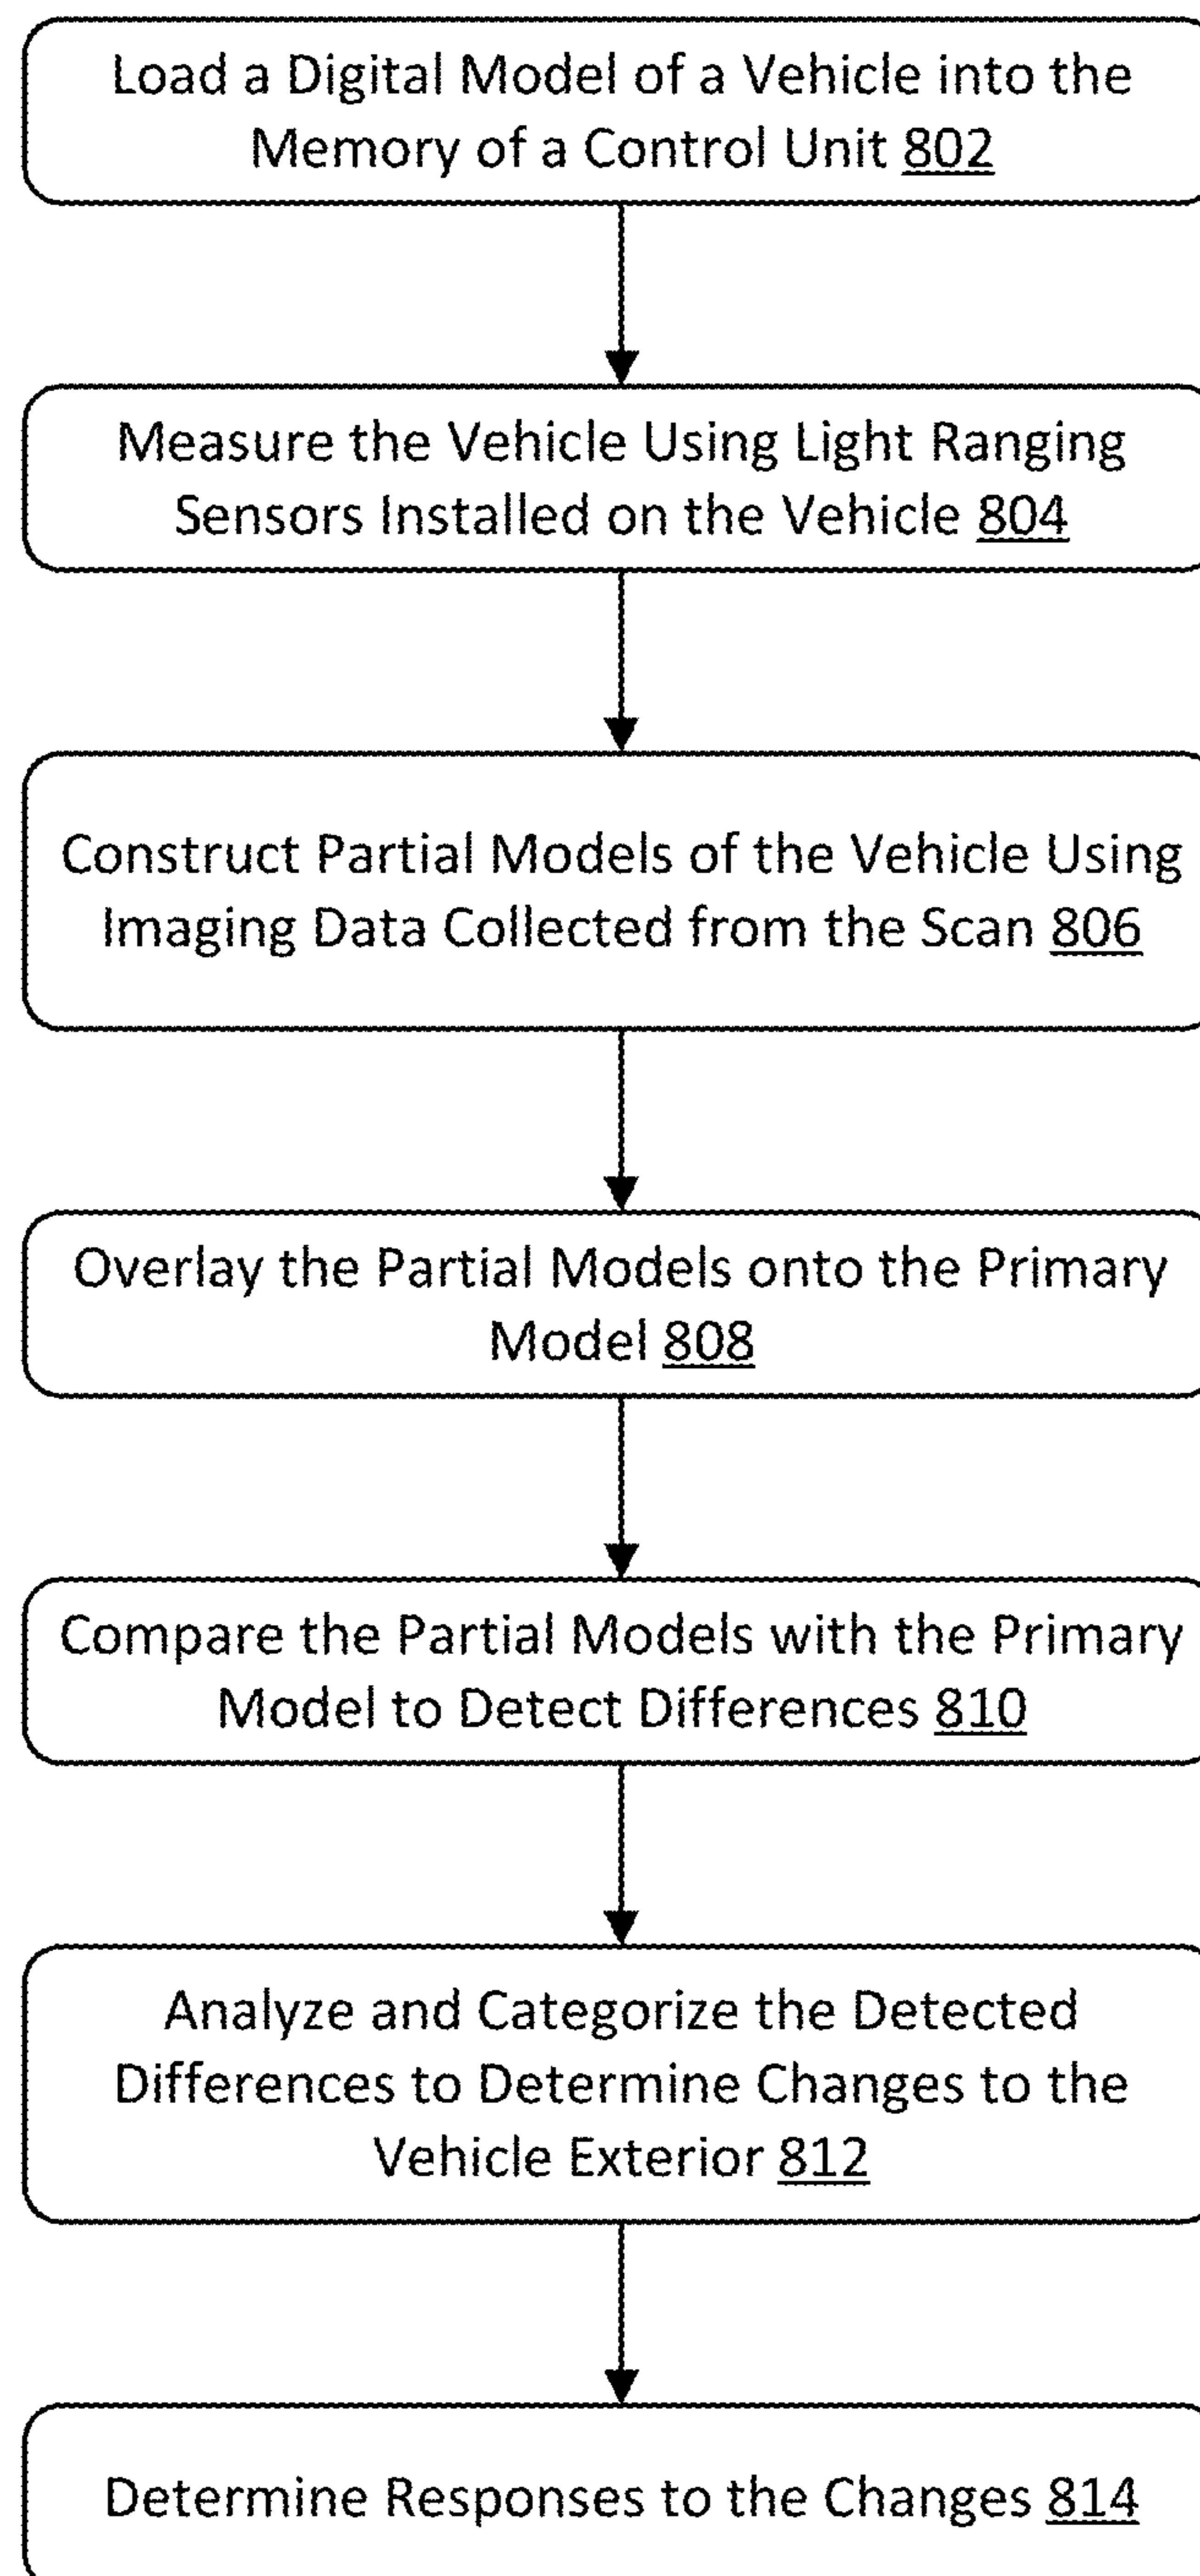 Load a Digital Model of a Vehicle into the
Memory of a Control Unit 802
Measure the Vehicle Using Light Ranging
Sensors Installed on the Vehicle 804
Construct Partial Models of the Vehicle Using
Imaging Data Collected from the Scan 806
Overlay the Partial Models onto the Primary
Model 808
Compare the Partial Models with the Primary
Model to Detect Differences 810
Analyze and Categorize the Detected
Differences to Determine Changes to the
Vehicle Exterior 812
Determine Responses to the Changes 814